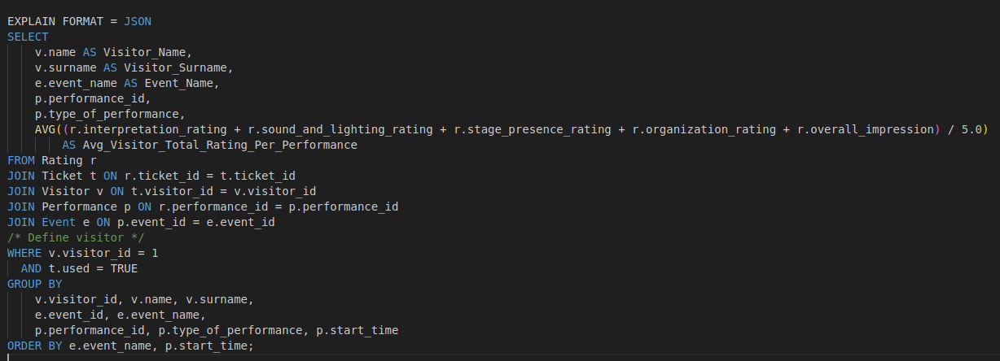 EXPLAIN FORMAT = JSON
SELECT
v.name AS Visitor_Name,
v.surname AS Visitor_Surname,
e.event_name AS Event_Name,
p.performance_id,
p.type_of_performance,
AVG((r.interpretation_rating + r.sound_and_lighting_rating + r.stage_presence_rating + r.organization_rating + r.overall_impression) / 5.0)
AS Avg_Visitor_Total_Rating_Per_Performance
FROM Rating r
JOIN Ticket t ON r.ticket_id = t.ticket_id
JOIN Visitor v ON t.visitor_id = v.visitor_id
JOIN Performance p ON r.performance_id = p.performance_id
JOIN Event e ON p.event_id = e.event_id
/* Define visitor */
WHERE v.visitor_id = 1
AND t.used = TRUE
GROUP BY
v.visitor_id, v.name, v.surname,
e.event_id, e.event_name,
p.performance_id, p.type_of_performance, p.start_time
ORDER BY e.event_name, p.start_time;